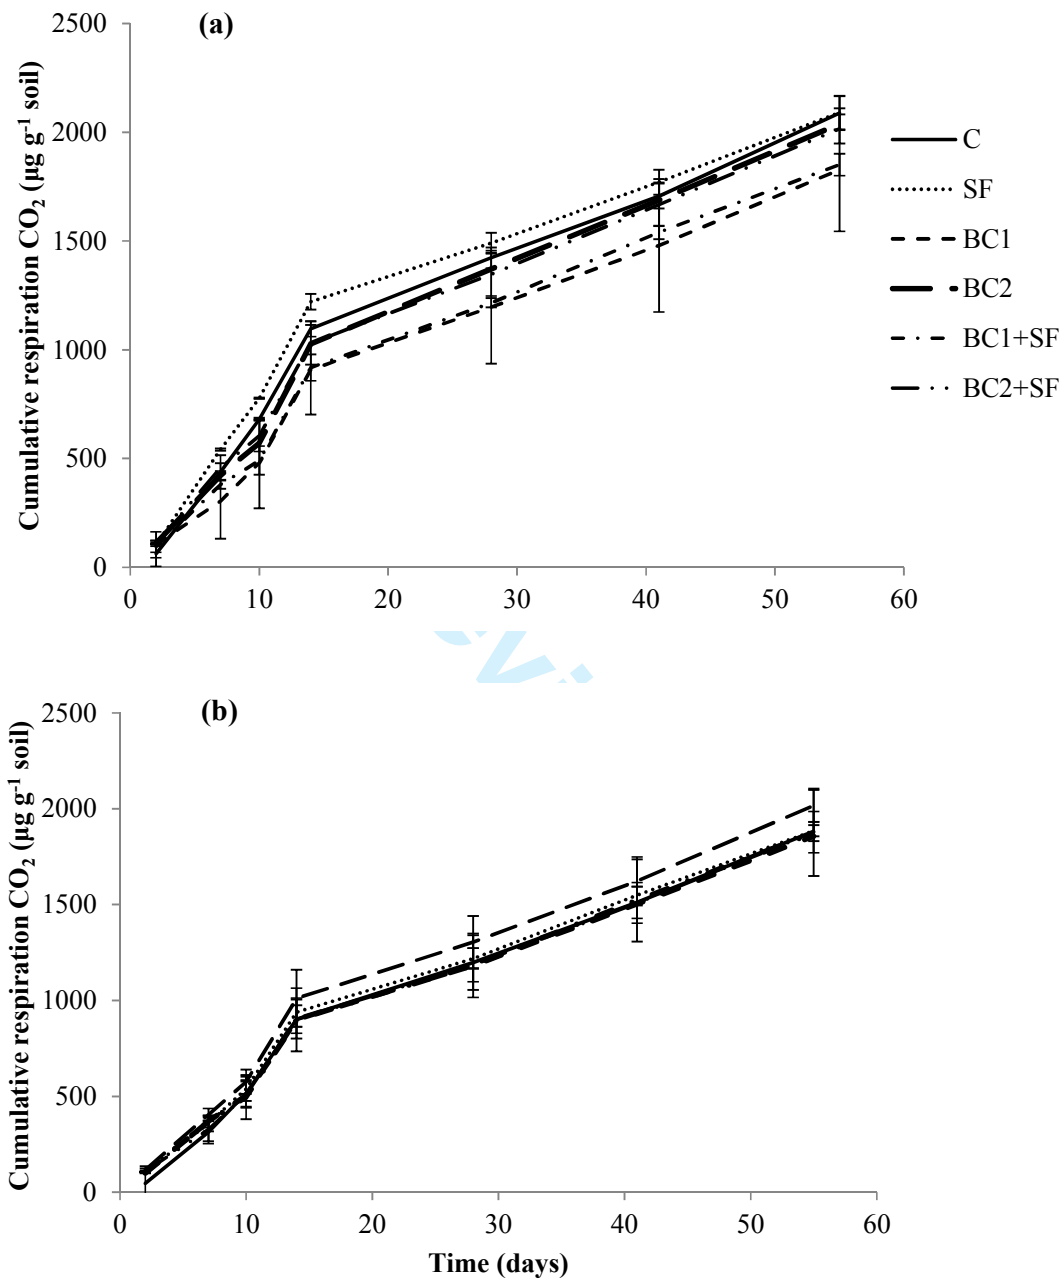 (a)
Cumulative respiration CO₂ (µg g⁻¹ soil)
2500
2000
1500
1000
500
0
0 10 20 30 40 50 60
C
SF
BC1
BC2
BC1+SF
BC2+SF
(b)
Cumulative respiration CO₂ (µg g⁻¹ soil)
2500
2000
1500
1000
500
0
0 10 20 30 40 50 60
Time (days)